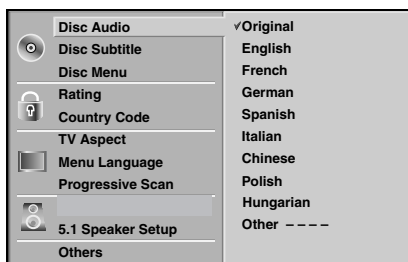 Disc Audio
Disc Subtitle
Disc Menu
Rating
Country Code
TV Aspect
Menu Language
Progressive Scan
5.1 Speaker Setup
Others
✓Original
English
French
German
Spanish
Italian
Chinese
Polish
Hungarian
Other – – – –